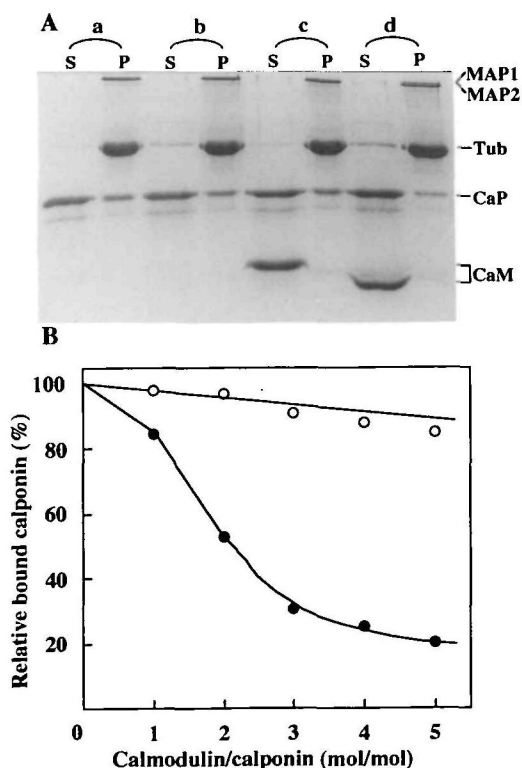 A
a b c d
S P S P S P S P
MAP1
MAP2
Tub
CaP
CaM
B
100
80
60
40
20
0 1 2 3 4 5
Relative bound calponin (%)
Calmodulin/calponin (mol/mol)